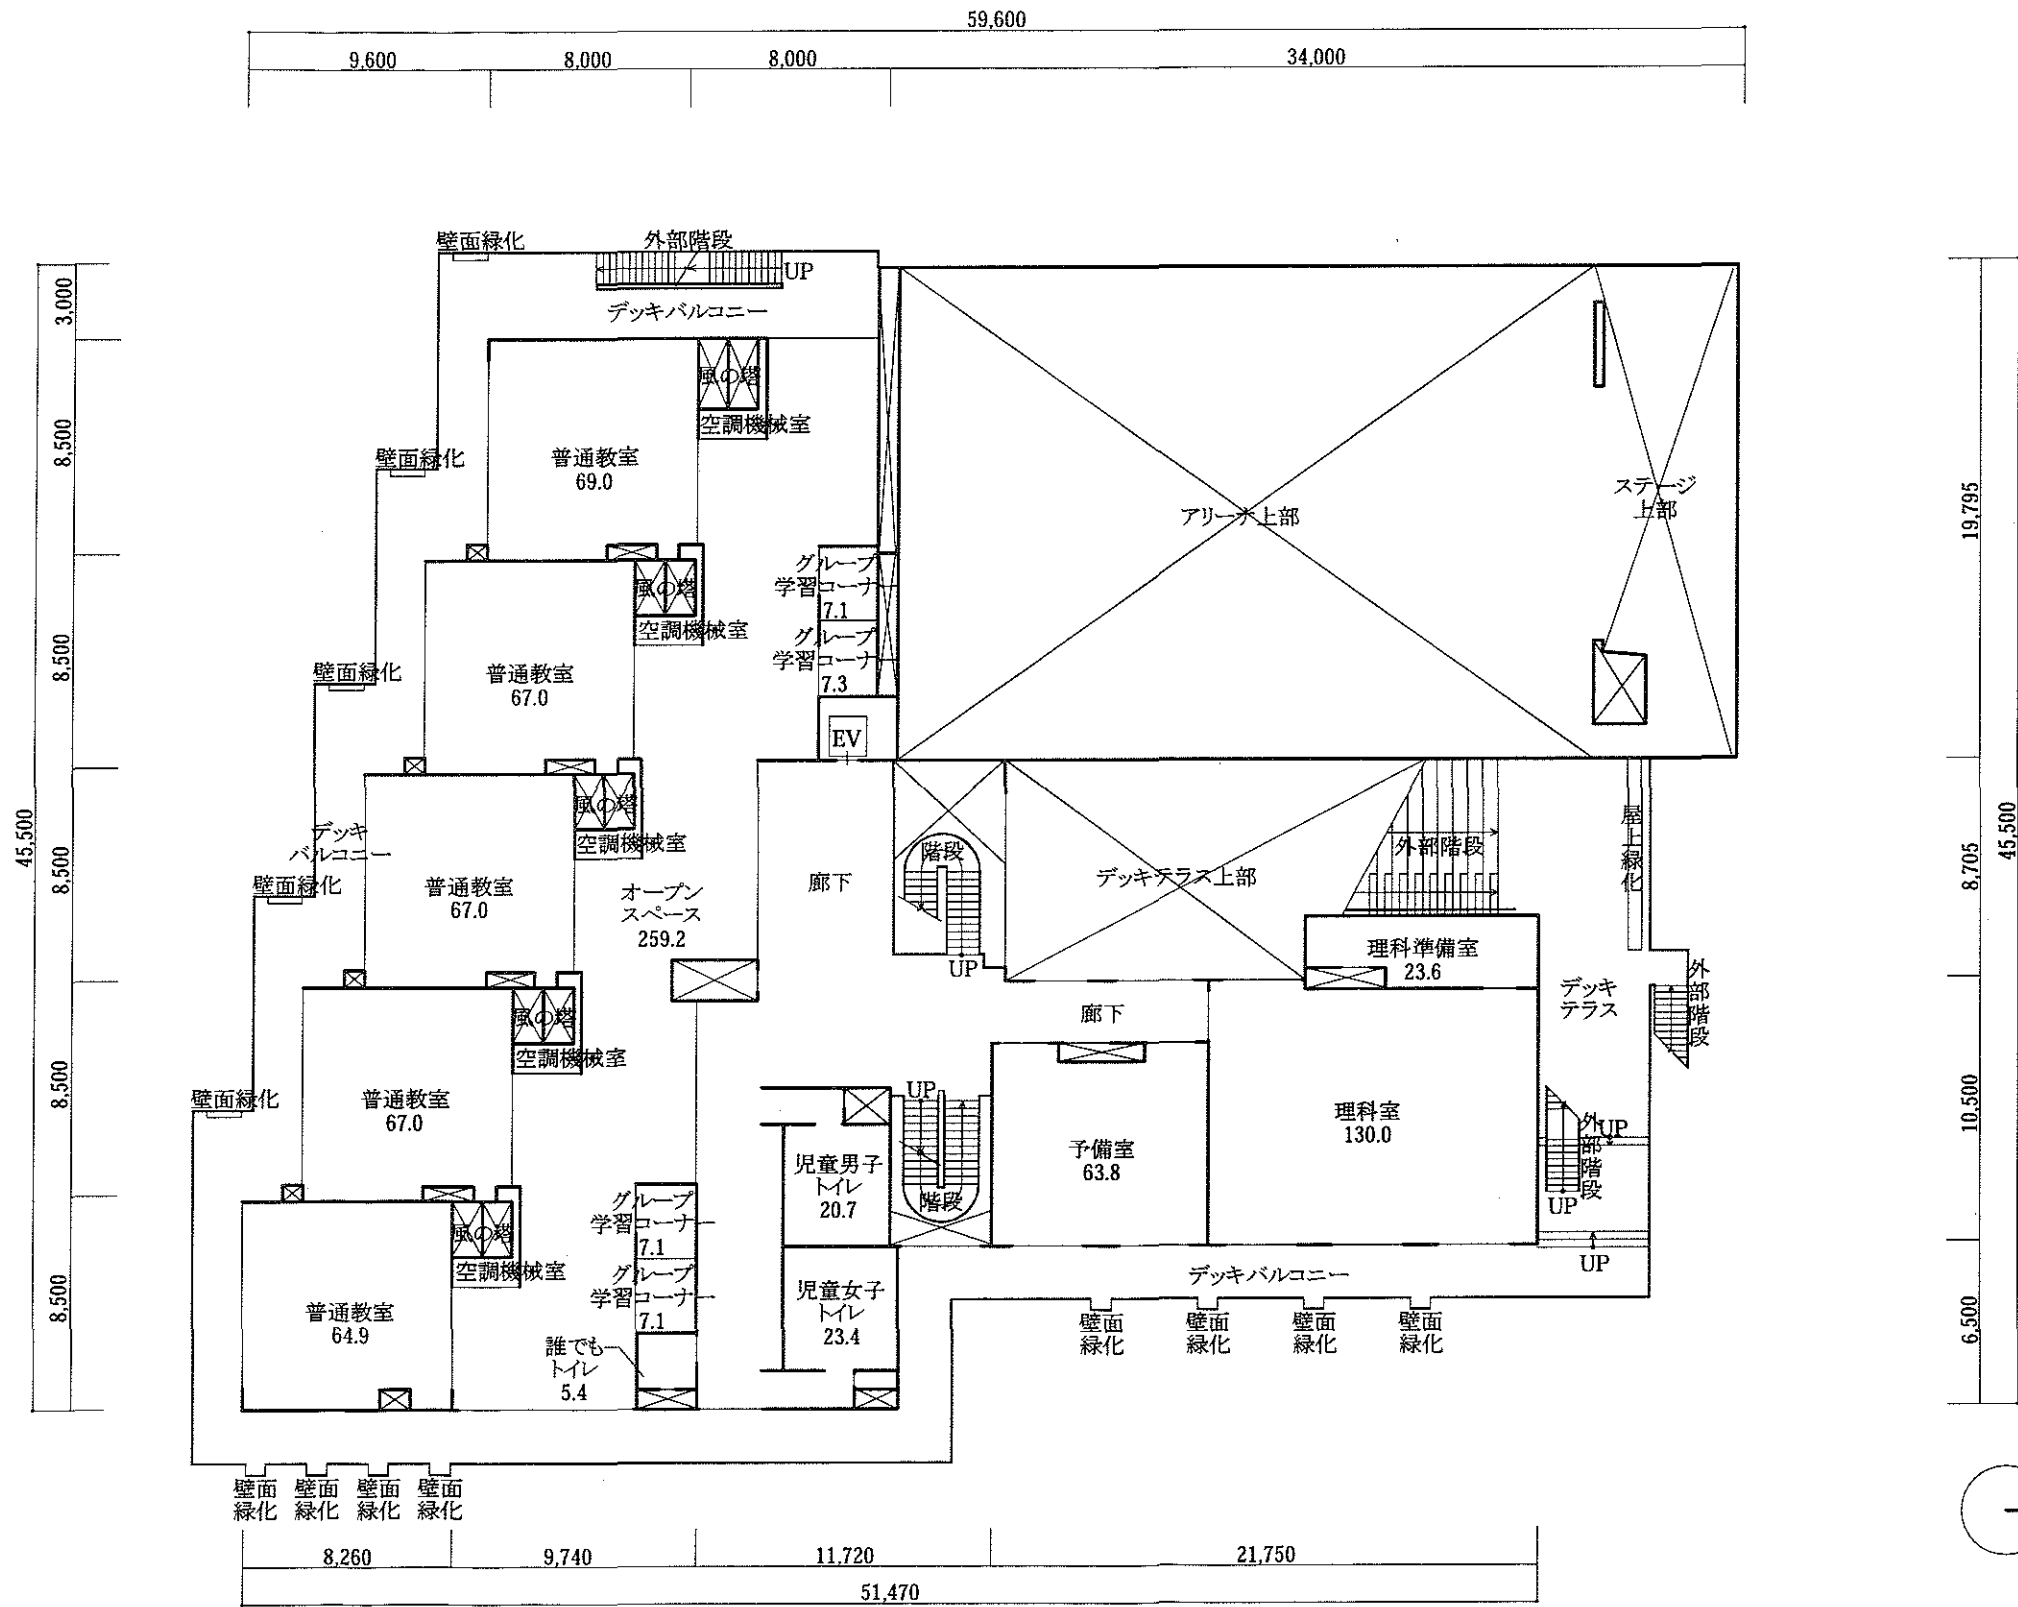 59,600
9,600
8,000
8,000
34,000
壁面緑化
外部階段
UP
デッキバルコニー
3,000
8,500
8,500
8,500
8,500
8,500
45,500
風の塔
空調機械室
普通教室
69.0
壁面緑化
アリーナ上部
ステージ
上部
19,795
8,705
10,500
6,500
45,500
グループ
学習コーナー
7.1
グループ
学習コーナー
7.3
風の塔
空調機械室
普通教室
67.0
壁面緑化
EV
風の塔
空調機械室
普通教室
67.0
デッキ
バルコニー
壁面緑化
オープン
スペース
259.2
廊下
階段
UP
デッキテラス上部
外部階段
屋上緑化
理科準備室
23.6
デッキ
テラス
外部階段
廊下
風の塔
空調機械室
普通教室
67.0
壁面緑化
UP
階段
児童男子
トイレ
20.7
予備室
63.8
理科室
130.0
外部階段
UP
UP
UP
風の塔
空調機械室
普通教室
64.9
グループ
学習コーナー
7.1
グループ
学習コーナー
7.1
誰でも
トイレ
5.4
児童女子
トイレ
23.4
デッキバルコニー
壁面
緑化
壁面
緑化
壁面
緑化
壁面
緑化
壁面
緑化
壁面
緑化
壁面
緑化
壁面
緑化
8,260
9,740
11,720
21,750
51,470